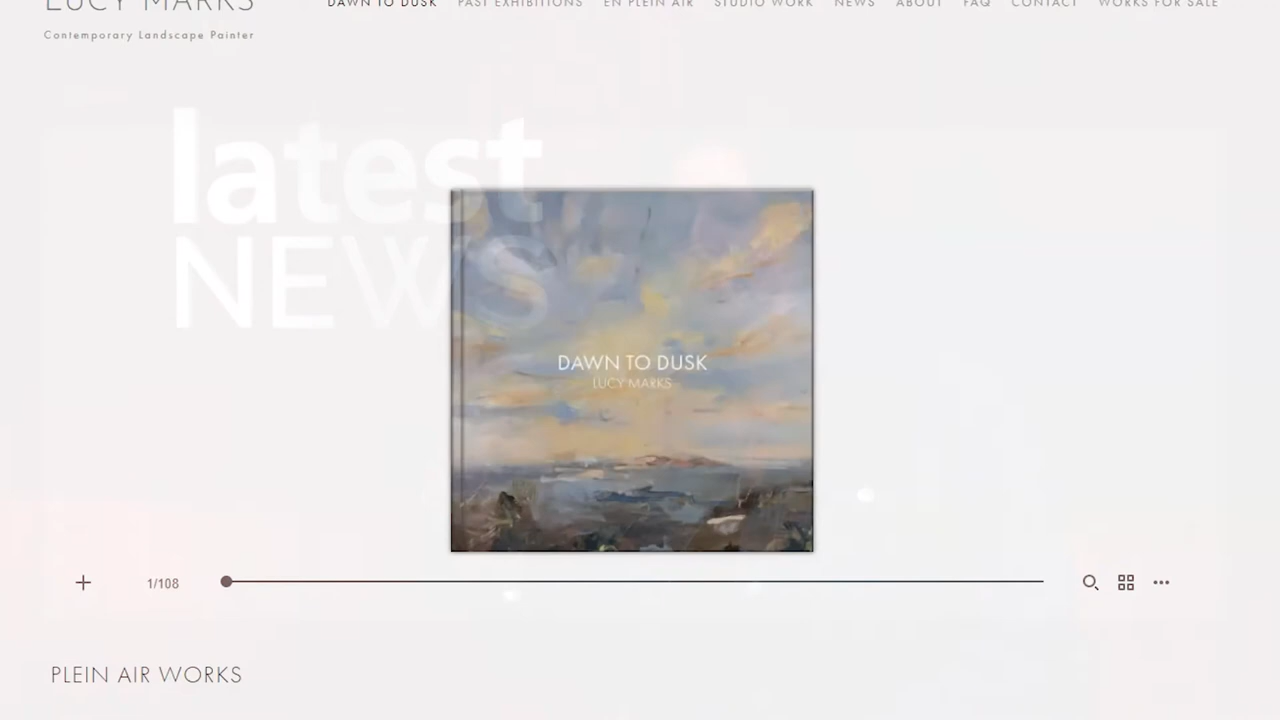 LUCY MARKS
DAWN TO DUSK PAST EXHIBITIONS EN PLEIN AIR STUDIO WORK NEWS ABOUT FAQ CONTACT WORKS FOR SALE
Contemporary Landscape Painter
latest
NEWS
DAWN TO DUSK
LUCY MARKS
1/108
PLEIN AIR WORKS